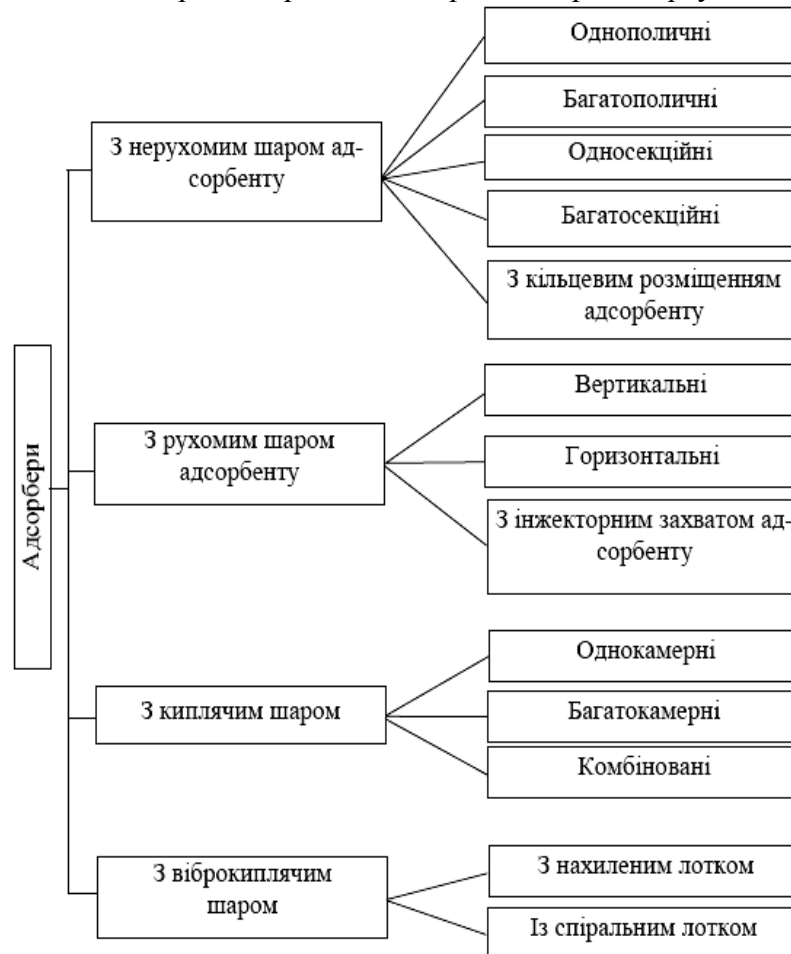 Однополичні
Багатополичні
З нерухомим шаром ад-
сорбенту
Односекційні
Багатосекційні
З кільцевим розміщенням
адсорбенту
Адсорбери
З рухомим шаром
адсорбенту
Вертикальні
Горизонтальні
З інжекторним захватом ад-
сорбенту
З киплячим шаром
Однокамерні
Багатокамерні
Комбіновані
З віброкиплячим
шаром
З нахиленим лотком
Із спіральним лотком